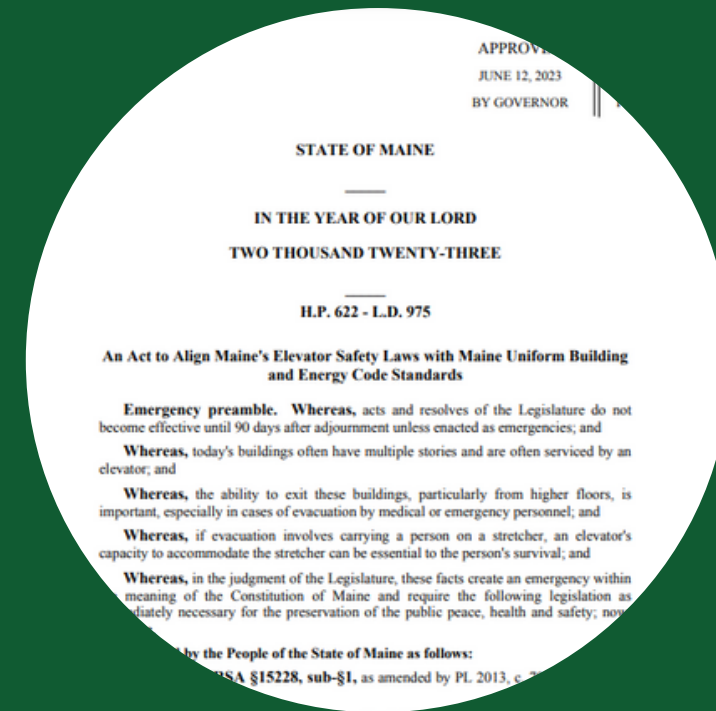 JUNE 12, 2023
BY GOVERNOR
STATE OF MAINE
IN THE YEAR OF OUR LORD
TWO THOUSAND TWENTY-THREE
H.P. 622 - L.D. 975
An Act to Align Maine's Elevator Safety Laws with Maine Uniform Building
and Energy Code Standards
Emergency preamble. Whereas, acts and resolves of the Legislature do not
become effective until 90 days after adjournment unless enacted as emergencies; and
Whereas, today's buildings often have multiple stories and are often serviced by an
elevator; and
Whereas, the ability to exit these buildings, particularly from higher floors, is
important, especially in cases of evacuation by medical or emergency personnel; and
Whereas, if evacuation involves carrying a person on a stretcher, an elevator's
capacity to accommodate the stretcher can be essential to the person's survival; and
Whereas, in the judgment of the Legislature, these facts create an emergency within
meaning of the Constitution of Maine and require the following legislation as
necessary for the preservation of the public peace, health and safety;
by the People of the State of Maine as follows:
§15228, sub-§1, as amended by PL 2013, c.